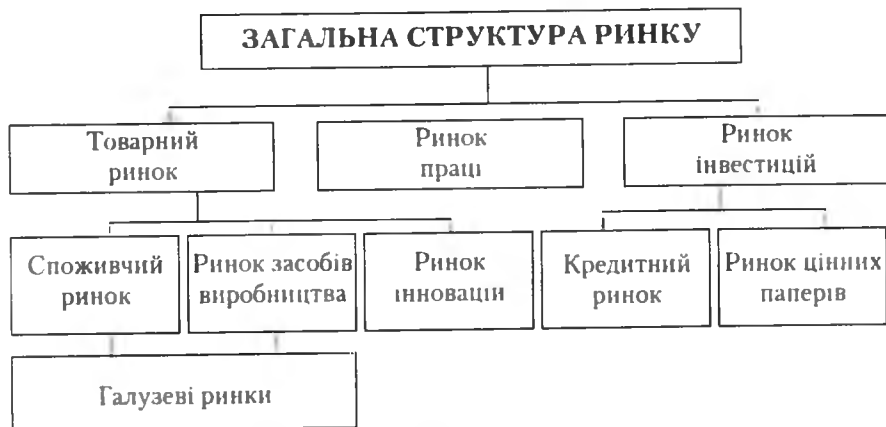 ЗАГАЛЬНА СТРУКТУРА РИНКУ
Товарний
ринок
Ринок
праці
Ринок
інвестицій
Споживчий
ринок
Ринок засобів
виробництва
Ринок
інновацій
Кредитний
ринок
Ринок цінних
паперів
Галузеві ринки